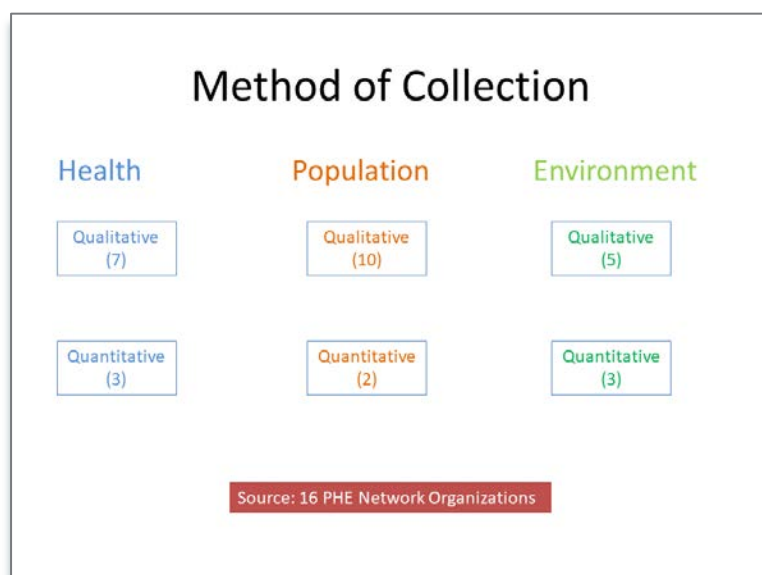 Method of Collection
Health
Population
Environment
Qualitative
(7)
Qualitative
(10)
Qualitative
(5)
Quantitative
(3)
Quantitative
(2)
Quantitative
(3)
Source: 16 PHE Network Organizations